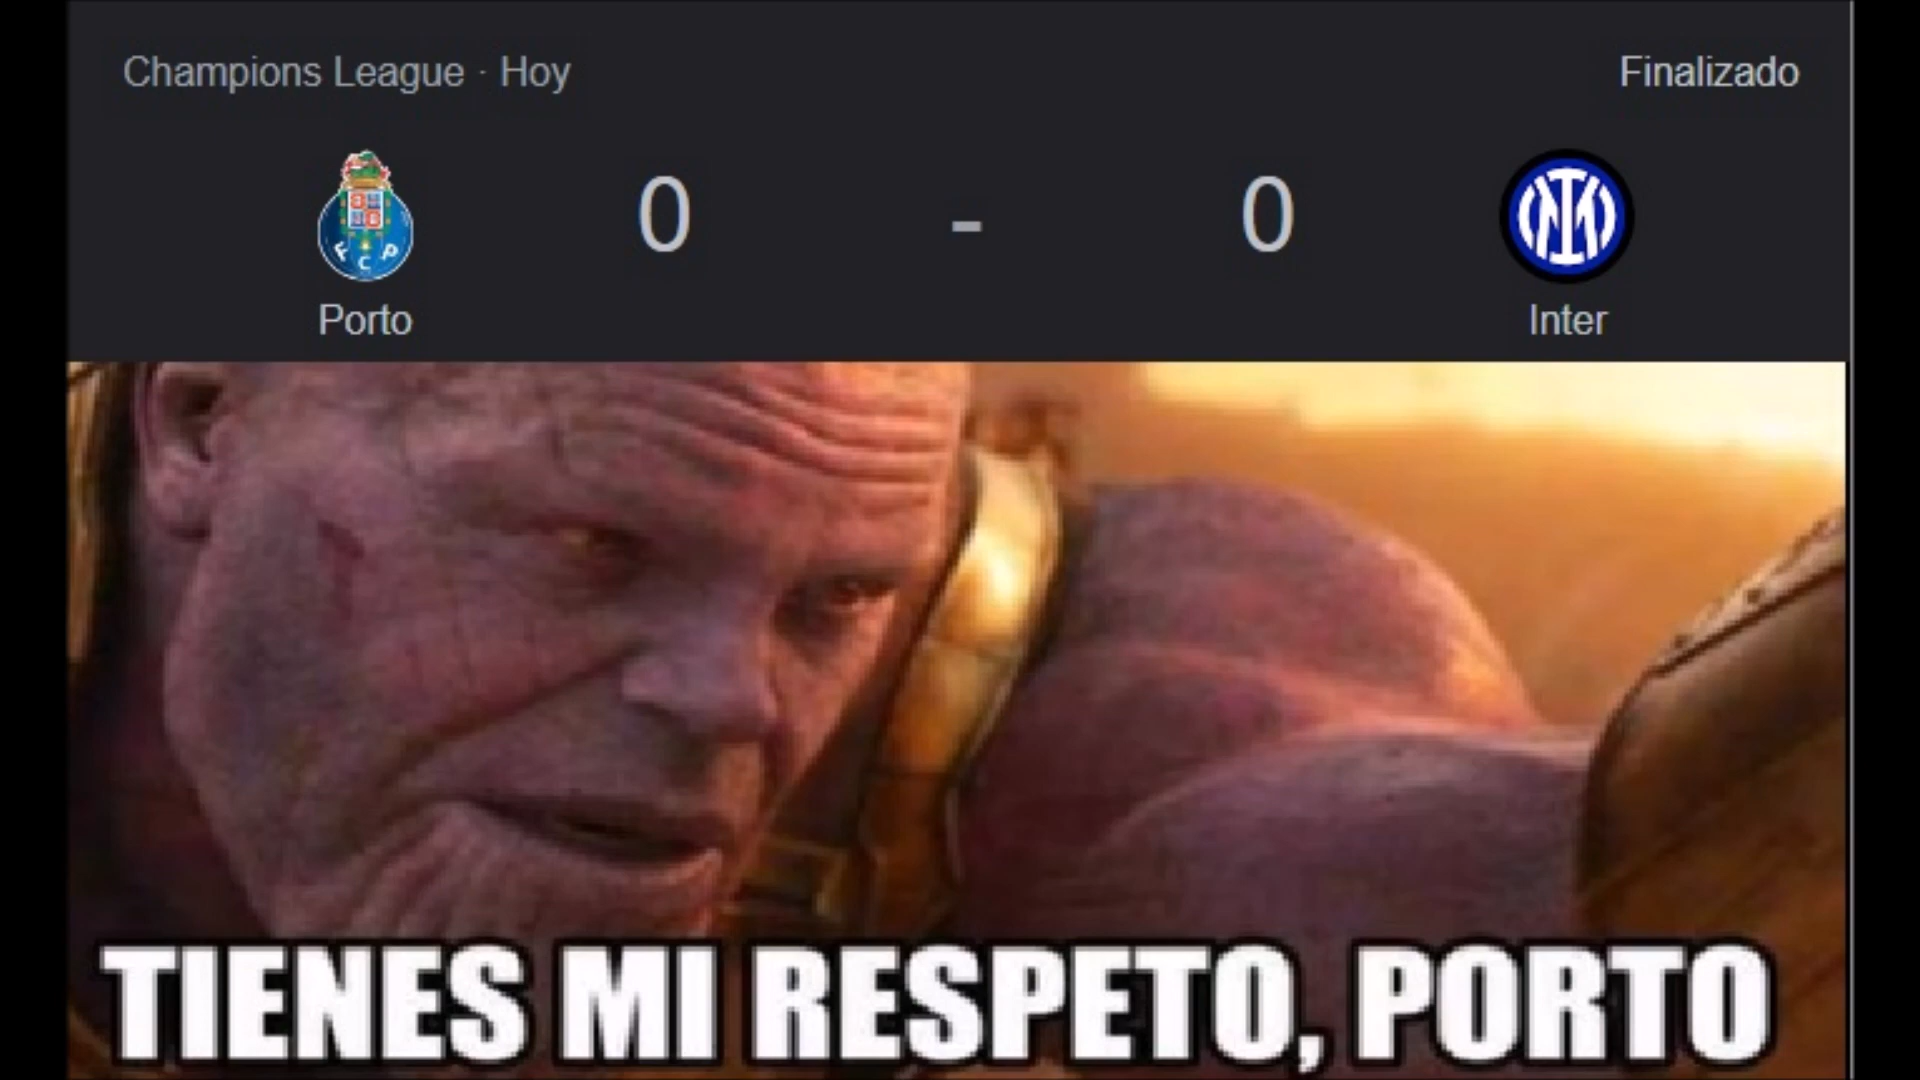 Champions League · Hoy
Finalizado
0 - 0
F C P
Porto
Inter
TIENES MI RESPETO, PORTO